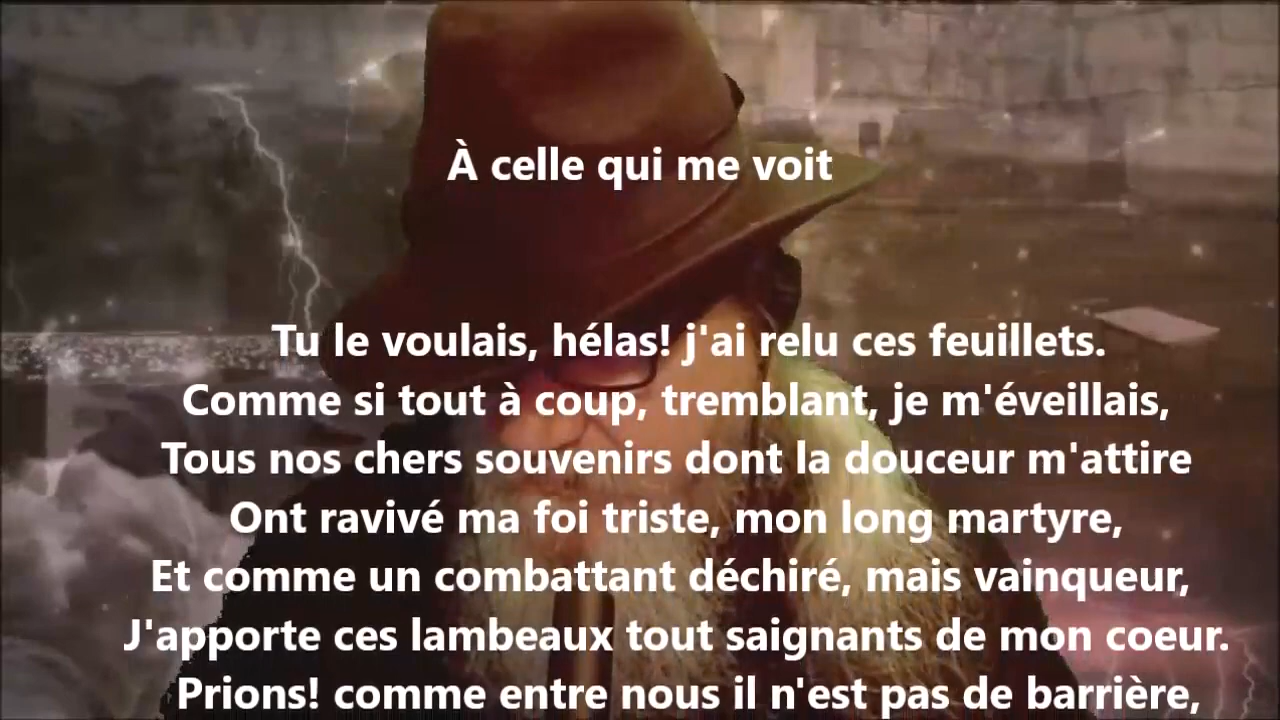 À celle qui me voit
Tu le voulais, hélas! j'ai relu ces feuillets.
Comme si tout à coup, tremblant, je m'éveillais,
Tous nos chers souvenirs dont la douceur m'attire
Ont ravivé ma foi triste, mon long martyre,
Et comme un combattant déchiré, mais vainqueur,
J'apporte ces lambeaux tout saignants de mon coeur.
Prions! comme entre nous il n'est pas de barrière,